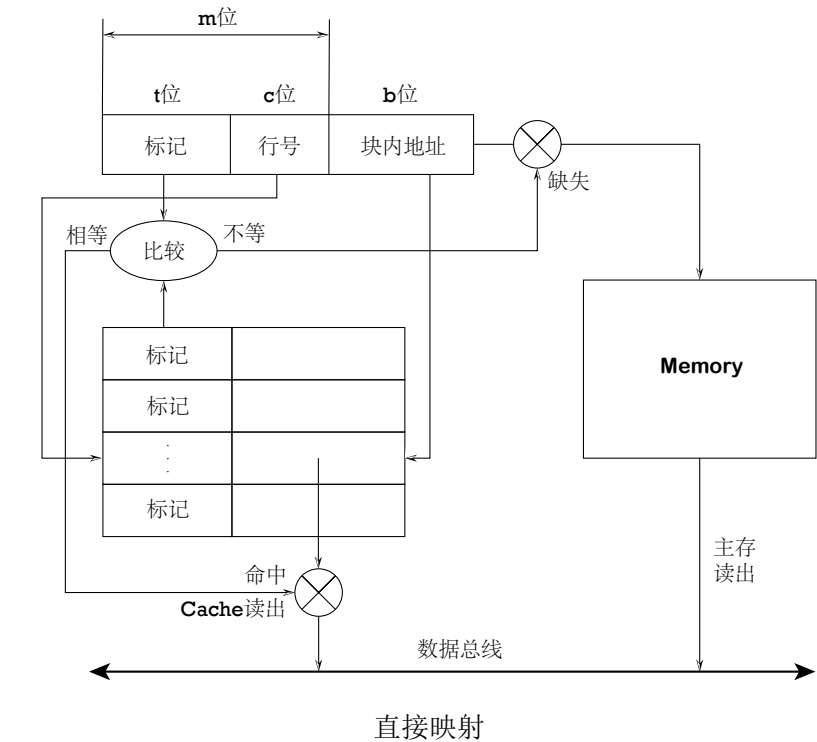 m位
t位
c位
b位
标记
行号
块内地址
缺失
相等
不等
比较
标记
标记
Memory
标记
主存
读出
命中
Cache读出
数据总线
直接映射